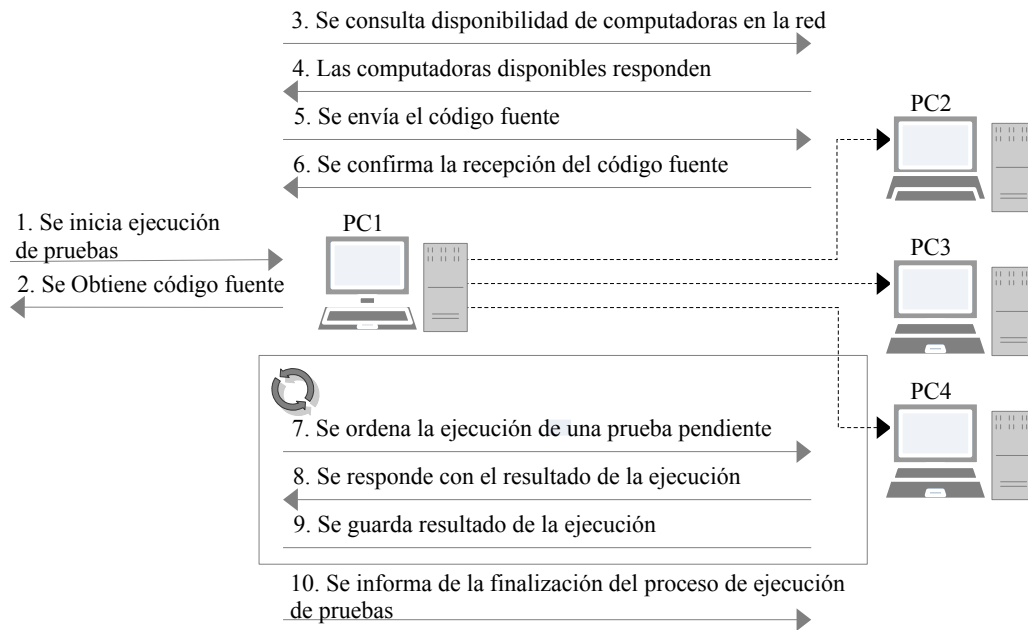 3. Se consulta disponibilidad de computadoras en la red
4. Las computadoras disponibles responden
5. Se envía el código fuente
6. Se confirma la recepción del código fuente
PC2
1. Se inicia ejecución
de pruebas
2. Se Obtiene código fuente
PC1
PC3
PC4
7. Se ordena la ejecución de una prueba pendiente
8. Se responde con el resultado de la ejecución
9. Se guarda resultado de la ejecución
10. Se informa de la finalización del proceso de ejecución
de pruebas